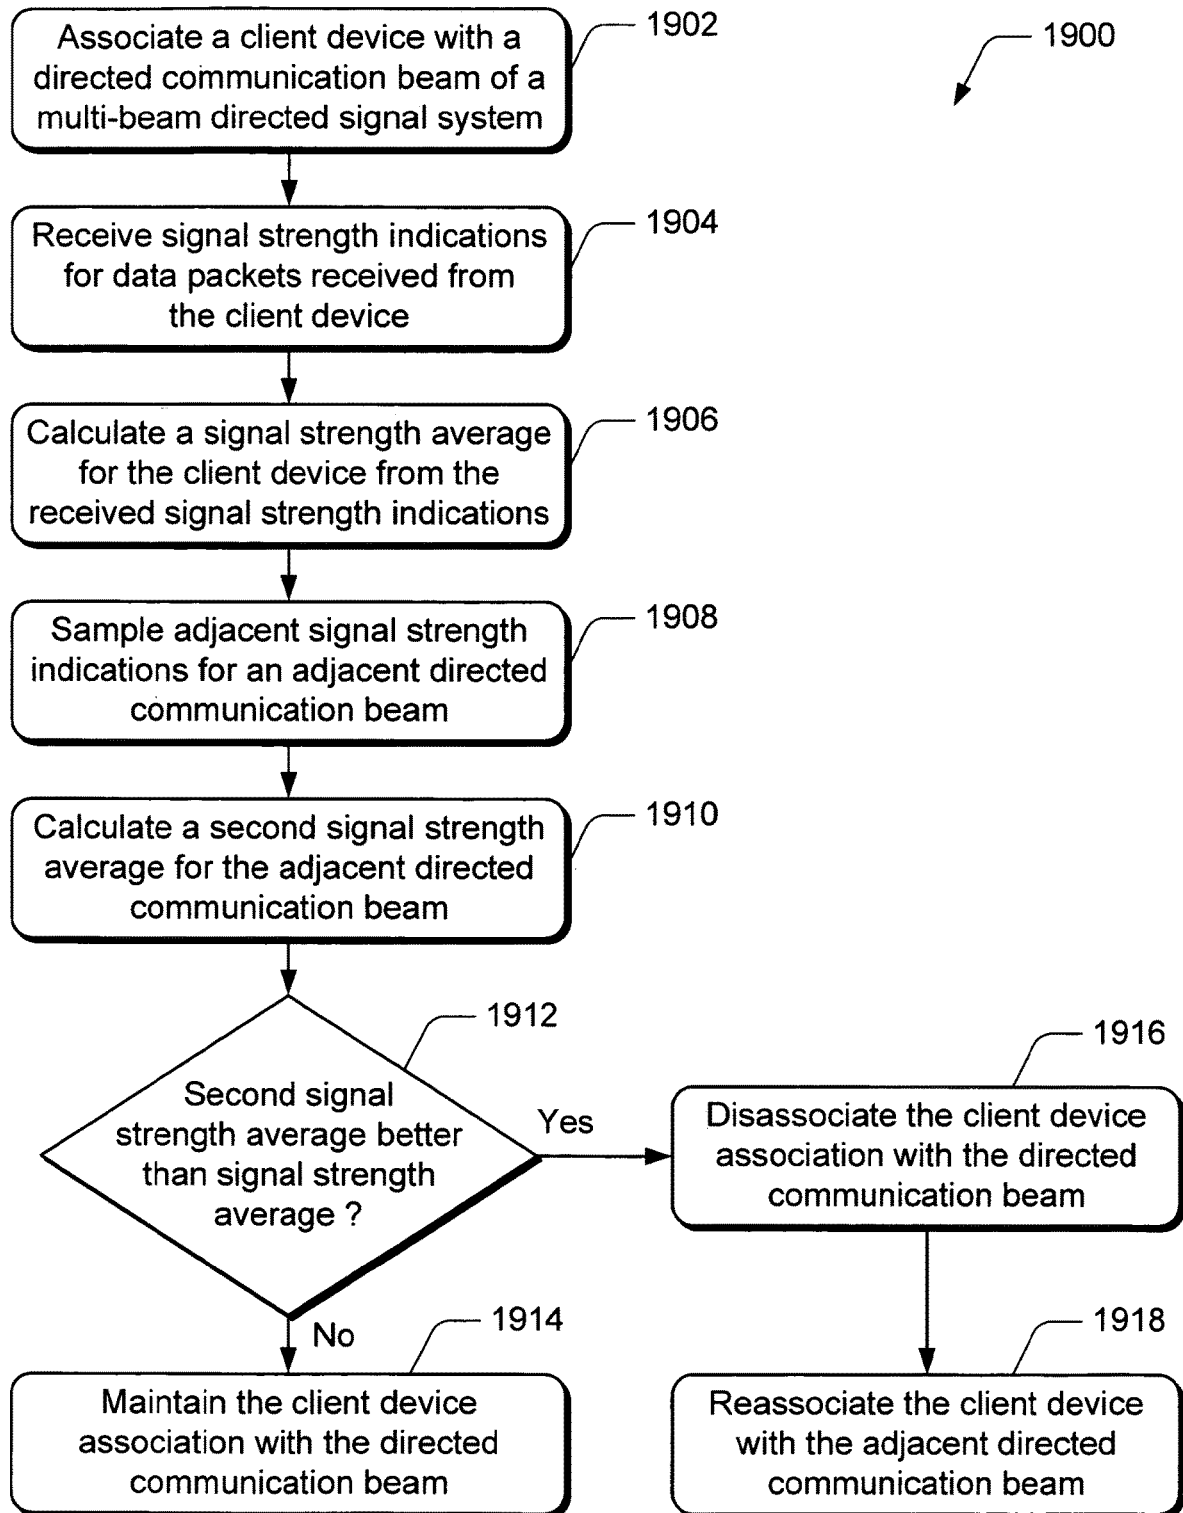 Associate a client device with a
directed communication beam of a
multi-beam directed signal system
1902
1900
Receive signal strength indications
for data packets received from
the client device
1904
Calculate a signal strength average
for the client device from the
received signal strength indications
1906
Sample adjacent signal strength
indications for an adjacent directed
communication beam
1908
Calculate a second signal strength
average for the adjacent directed
communication beam
1910
Second signal
strength average better
than signal strength
average ?
1912
Yes
No
Disassociate the client device
association with the directed
communication beam
1916
Maintain the client device
association with the directed
communication beam
1914
Reassociate the client device
with the adjacent directed
communication beam
1918